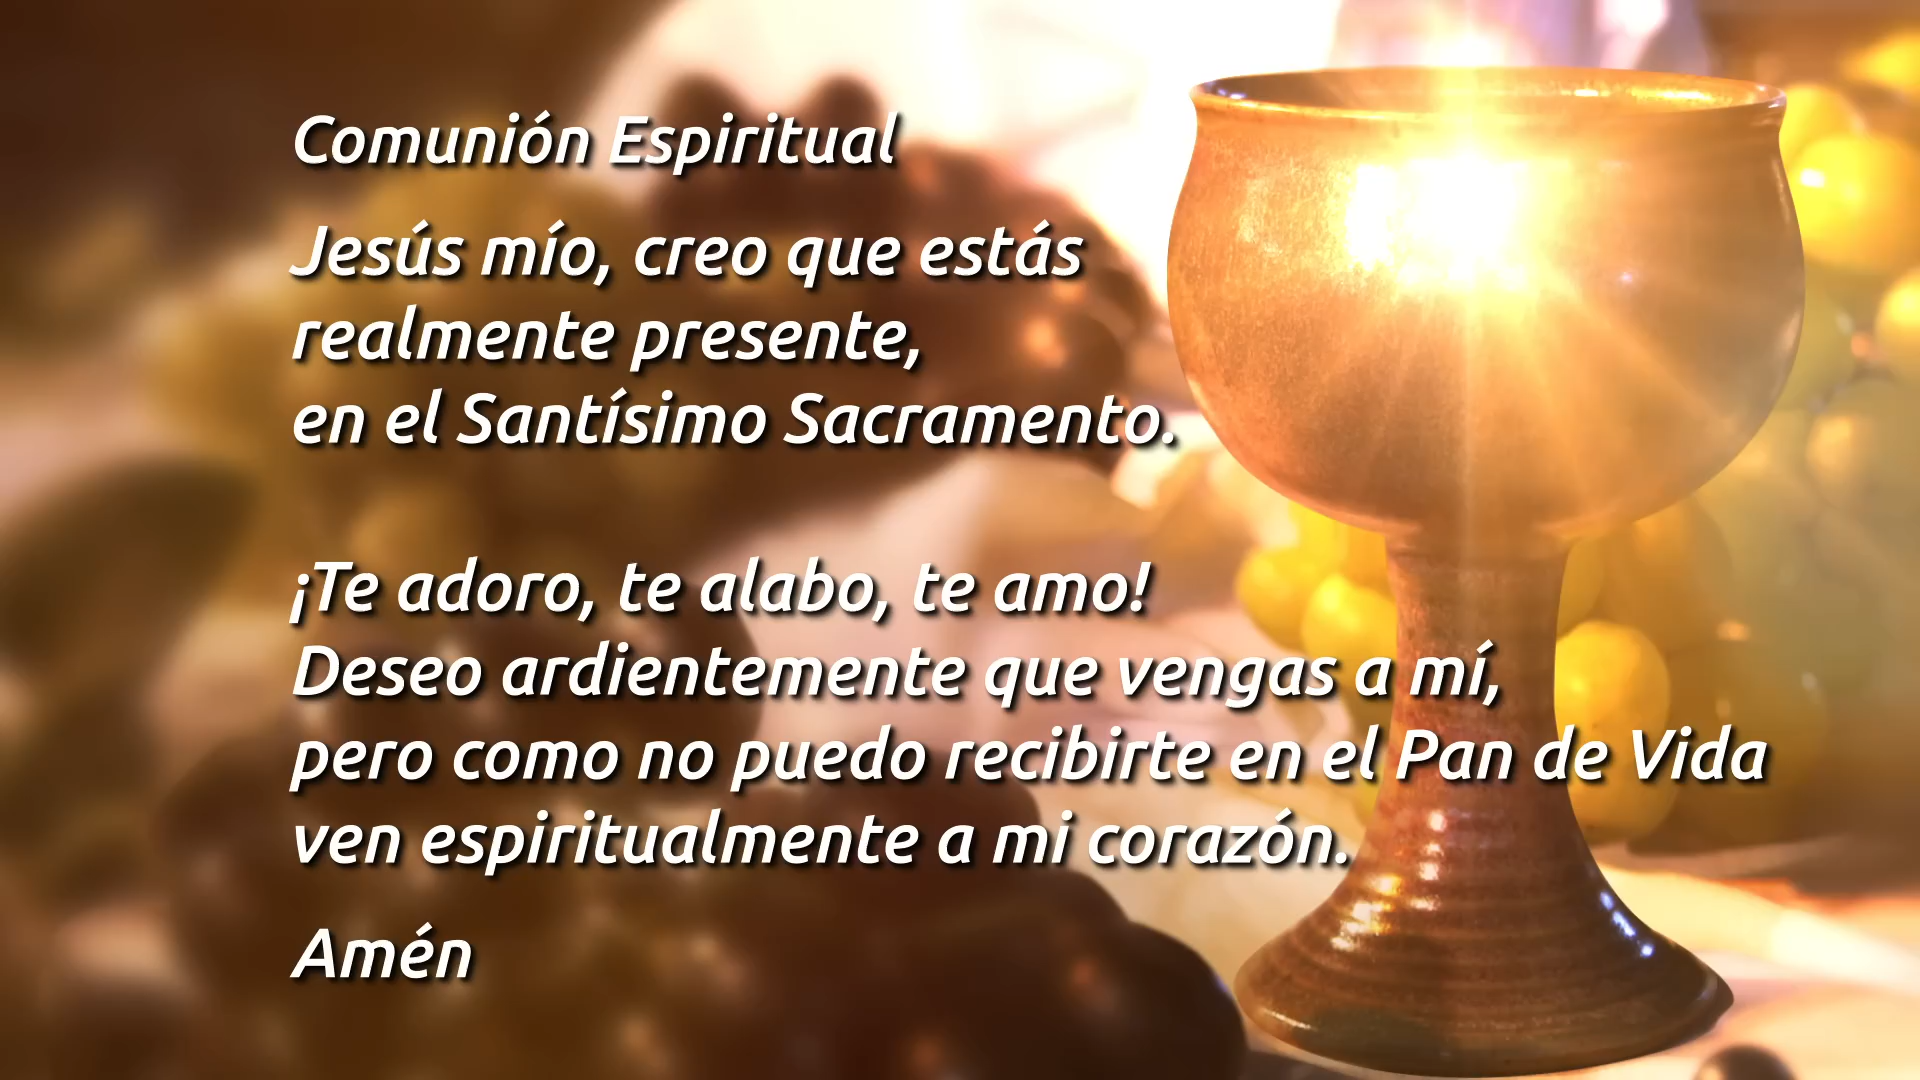 Comunión Espiritual
Jesús mío, creo que estás
realmente presente,
en el Santísimo Sacramento.
¡Te adoro, te alabo, te amo!
Deseo ardientemente que vengas a mí,
pero como no puedo recibirte en el Pan de Vida
ven espiritualmente a mi corazón.
Amén